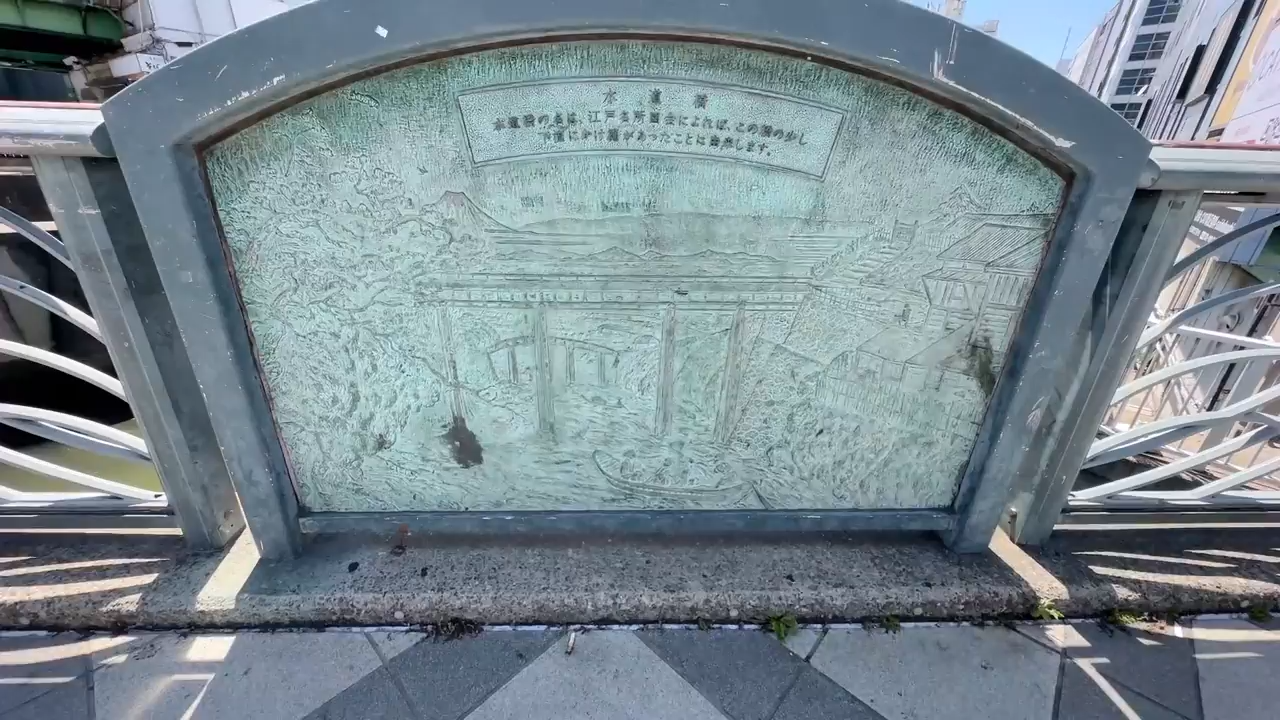 水道橋
水道橋の名は、江戸名所図会によれば、この橋の少し
下流にかけ樋があったことに由来します。